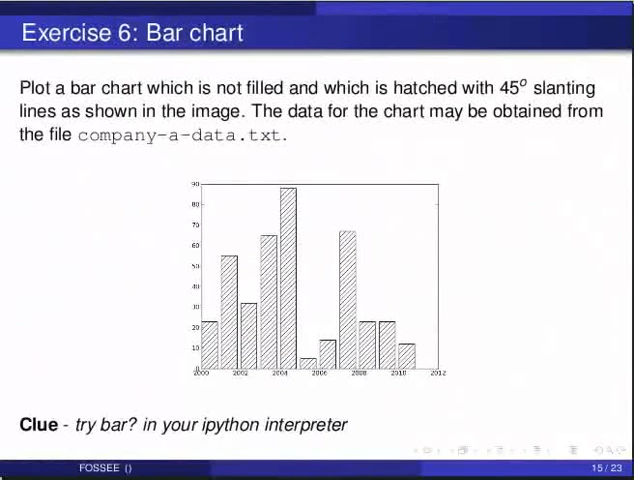 Exercise 6: Bar chart
Plot a bar chart which is not filled and which is hatched with 45° slanting
lines as shown in the image. The data for the chart may be obtained from
the file company-a-data.txt.
90
80
70
60
50
40
30
20
10
0
2000 2002 2004 2006 2008 2010 2012
Clue - try bar? in your ipython interpreter
FOSSEE () 15 / 23